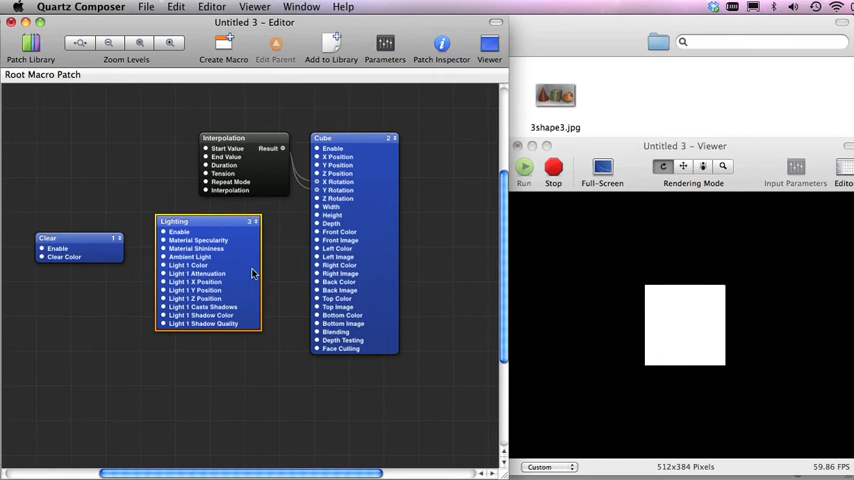 Quartz Composer File Edit Editor Viewer Window Help
Untitled 3 - Editor
Patch Library
Zoom Levels
Create Macro
Edit Parent
Add to Library
Parameters
Patch Inspector
Viewer
Root Macro Patch
Interpolation
Start Value Result
End Value
Duration
Tension
Repeat Mode
Interpolation
Cube 2
Enable
X Position
Y Position
Z Position
X Rotation
Y Rotation
Z Rotation
Width
Height
Depth
Front Color
Front Image
Left Color
Left Image
Right Color
Right Image
Back Color
Back Image
Top Color
Top Image
Bottom Color
Bottom Image
Blending
Depth Testing
Face Culling
Lighting 3
Enable
Material Specularity
Material Shininess
Ambient Light
Light 1 Color
Light 1 Attenuation
Light 1 X Position
Light 1 Y Position
Light 1 Z Position
Light 1 Casts Shadows
Light 1 Shadow Color
Light 1 Shadow Quality
Clear 1
Enable
Clear Color
3shape3.jpg
Untitled 3 - Viewer
Run
Stop
Full-Screen
Rendering Mode
Input Parameters
Editor
Custom
512x384 Pixels
59.86 FPS